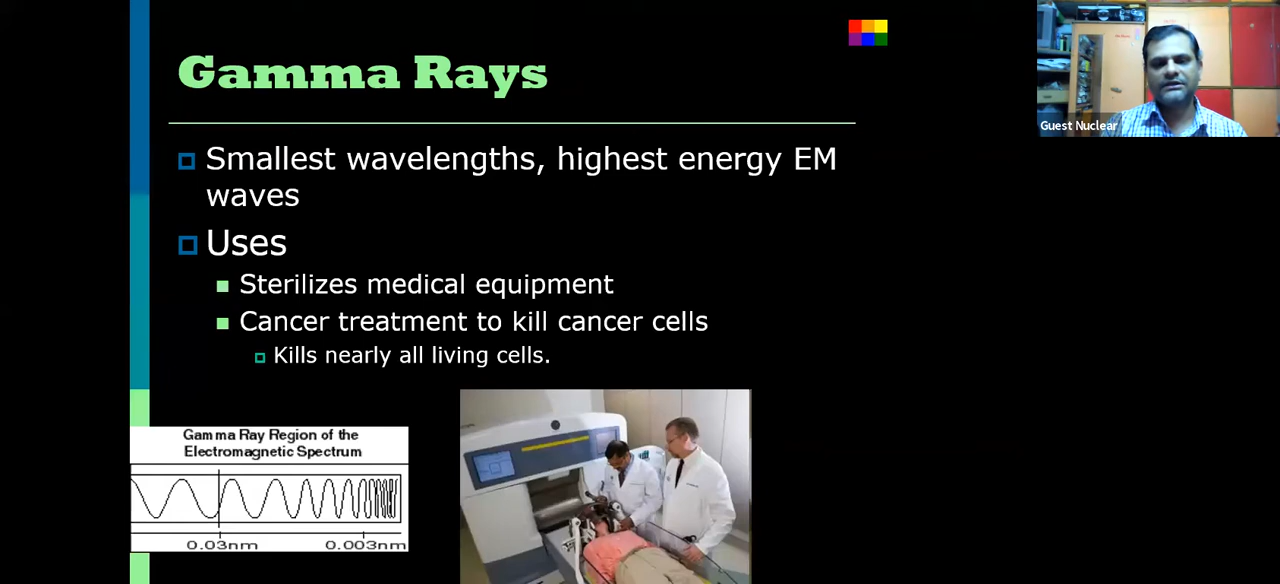 Gamma Rays
Smallest wavelengths, highest energy EM
waves
Uses
Sterilizes medical equipment
Cancer treatment to kill cancer cells
Kills nearly all living cells.
Gamma Ray Region of the
Electromagnetic Spectrum
0.03nm 0.003nm
Guest Nuclear